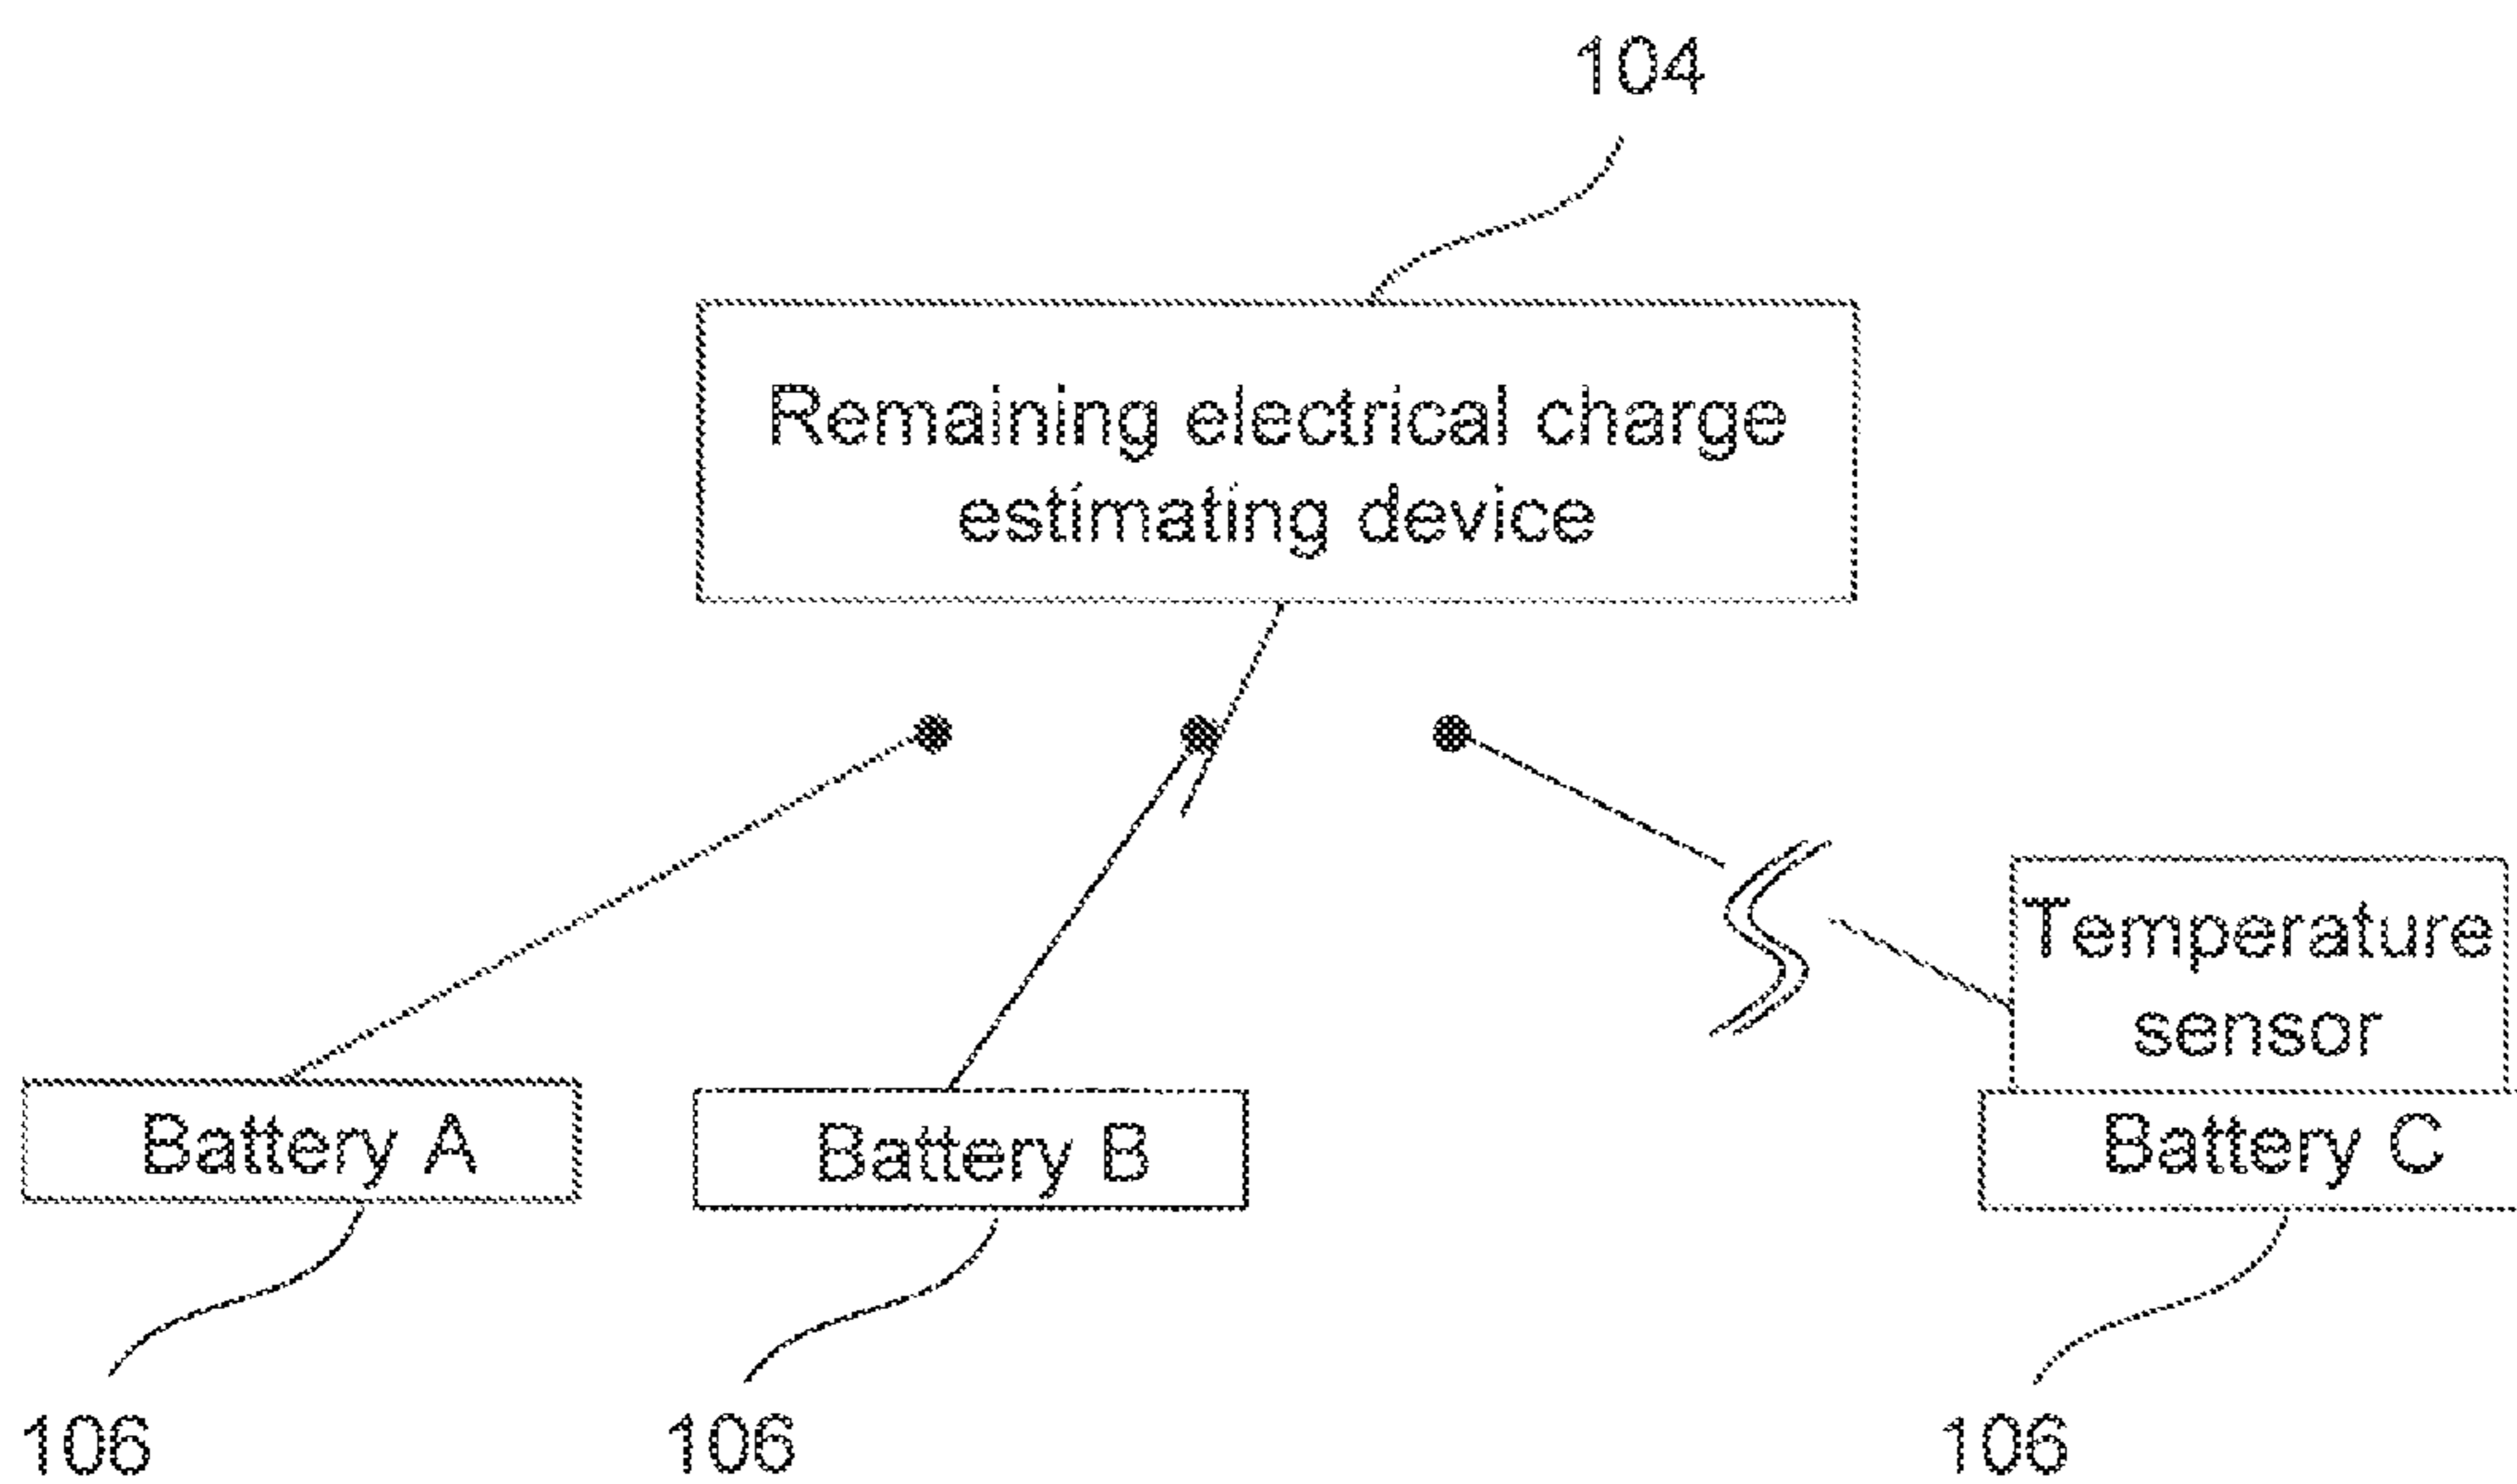 104
Remaining electrical charge
estimating device
Temperature
sensor
Battery A
Battery B
Battery C
106
106
106